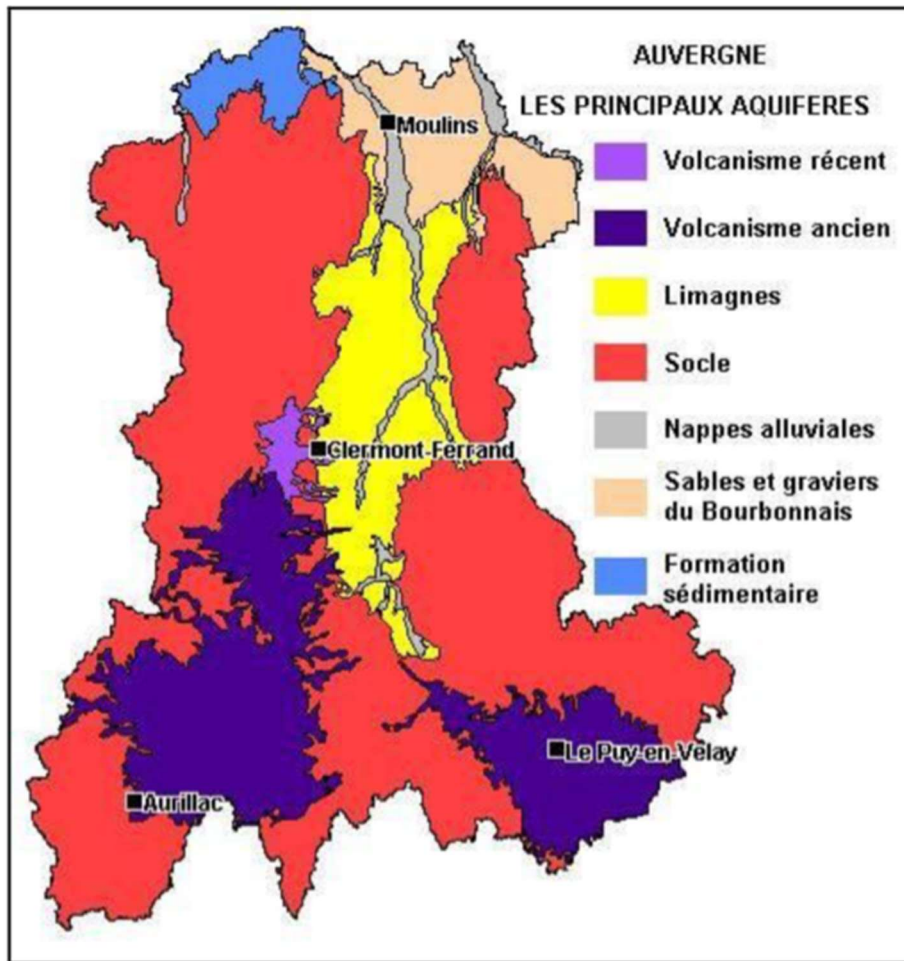 AUVERGNE
LES PRINCIPAUX AQUIFERES
Moulins
Volcanisme récent
Volcanisme ancien
Limagnes
Socle
Nappes alluviales
Clermont-Ferrand
Sables et graviers
du Bourbonnais
Formation
sédimentaire
Le Puy-en-Velay
Aurillac